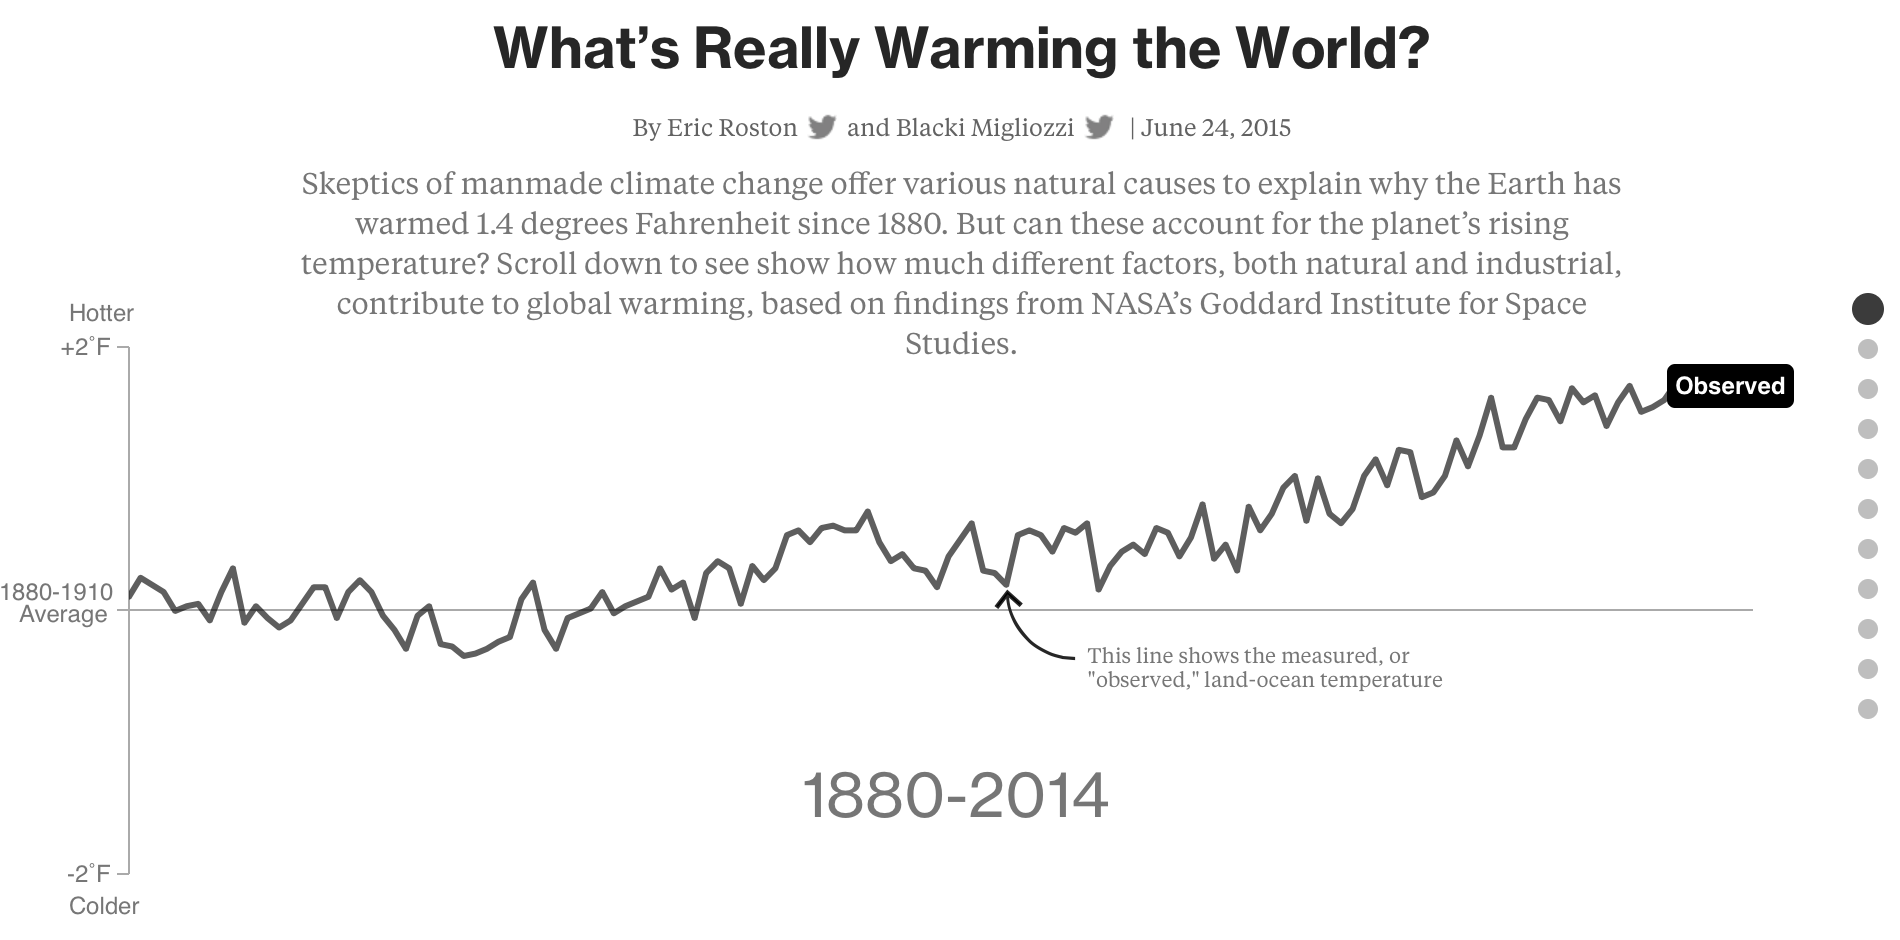 What's Really Warming the World?
By Eric Roston and Blacki Migliozzi | June 24, 2015
Skeptics of manmade climate change offer various natural causes to explain why the Earth has
warmed 1.4 degrees Fahrenheit since 1880. But can these account for the planet's rising
temperature? Scroll down to see show how much different factors, both natural and industrial,
contribute to global warming, based on findings from NASA's Goddard Institute for Space
Studies.
Hotter
+2°F
Observed
1880-1910
Average
This line shows the measured, or
"observed," land-ocean temperature
1880-2014
-2°F
Colder